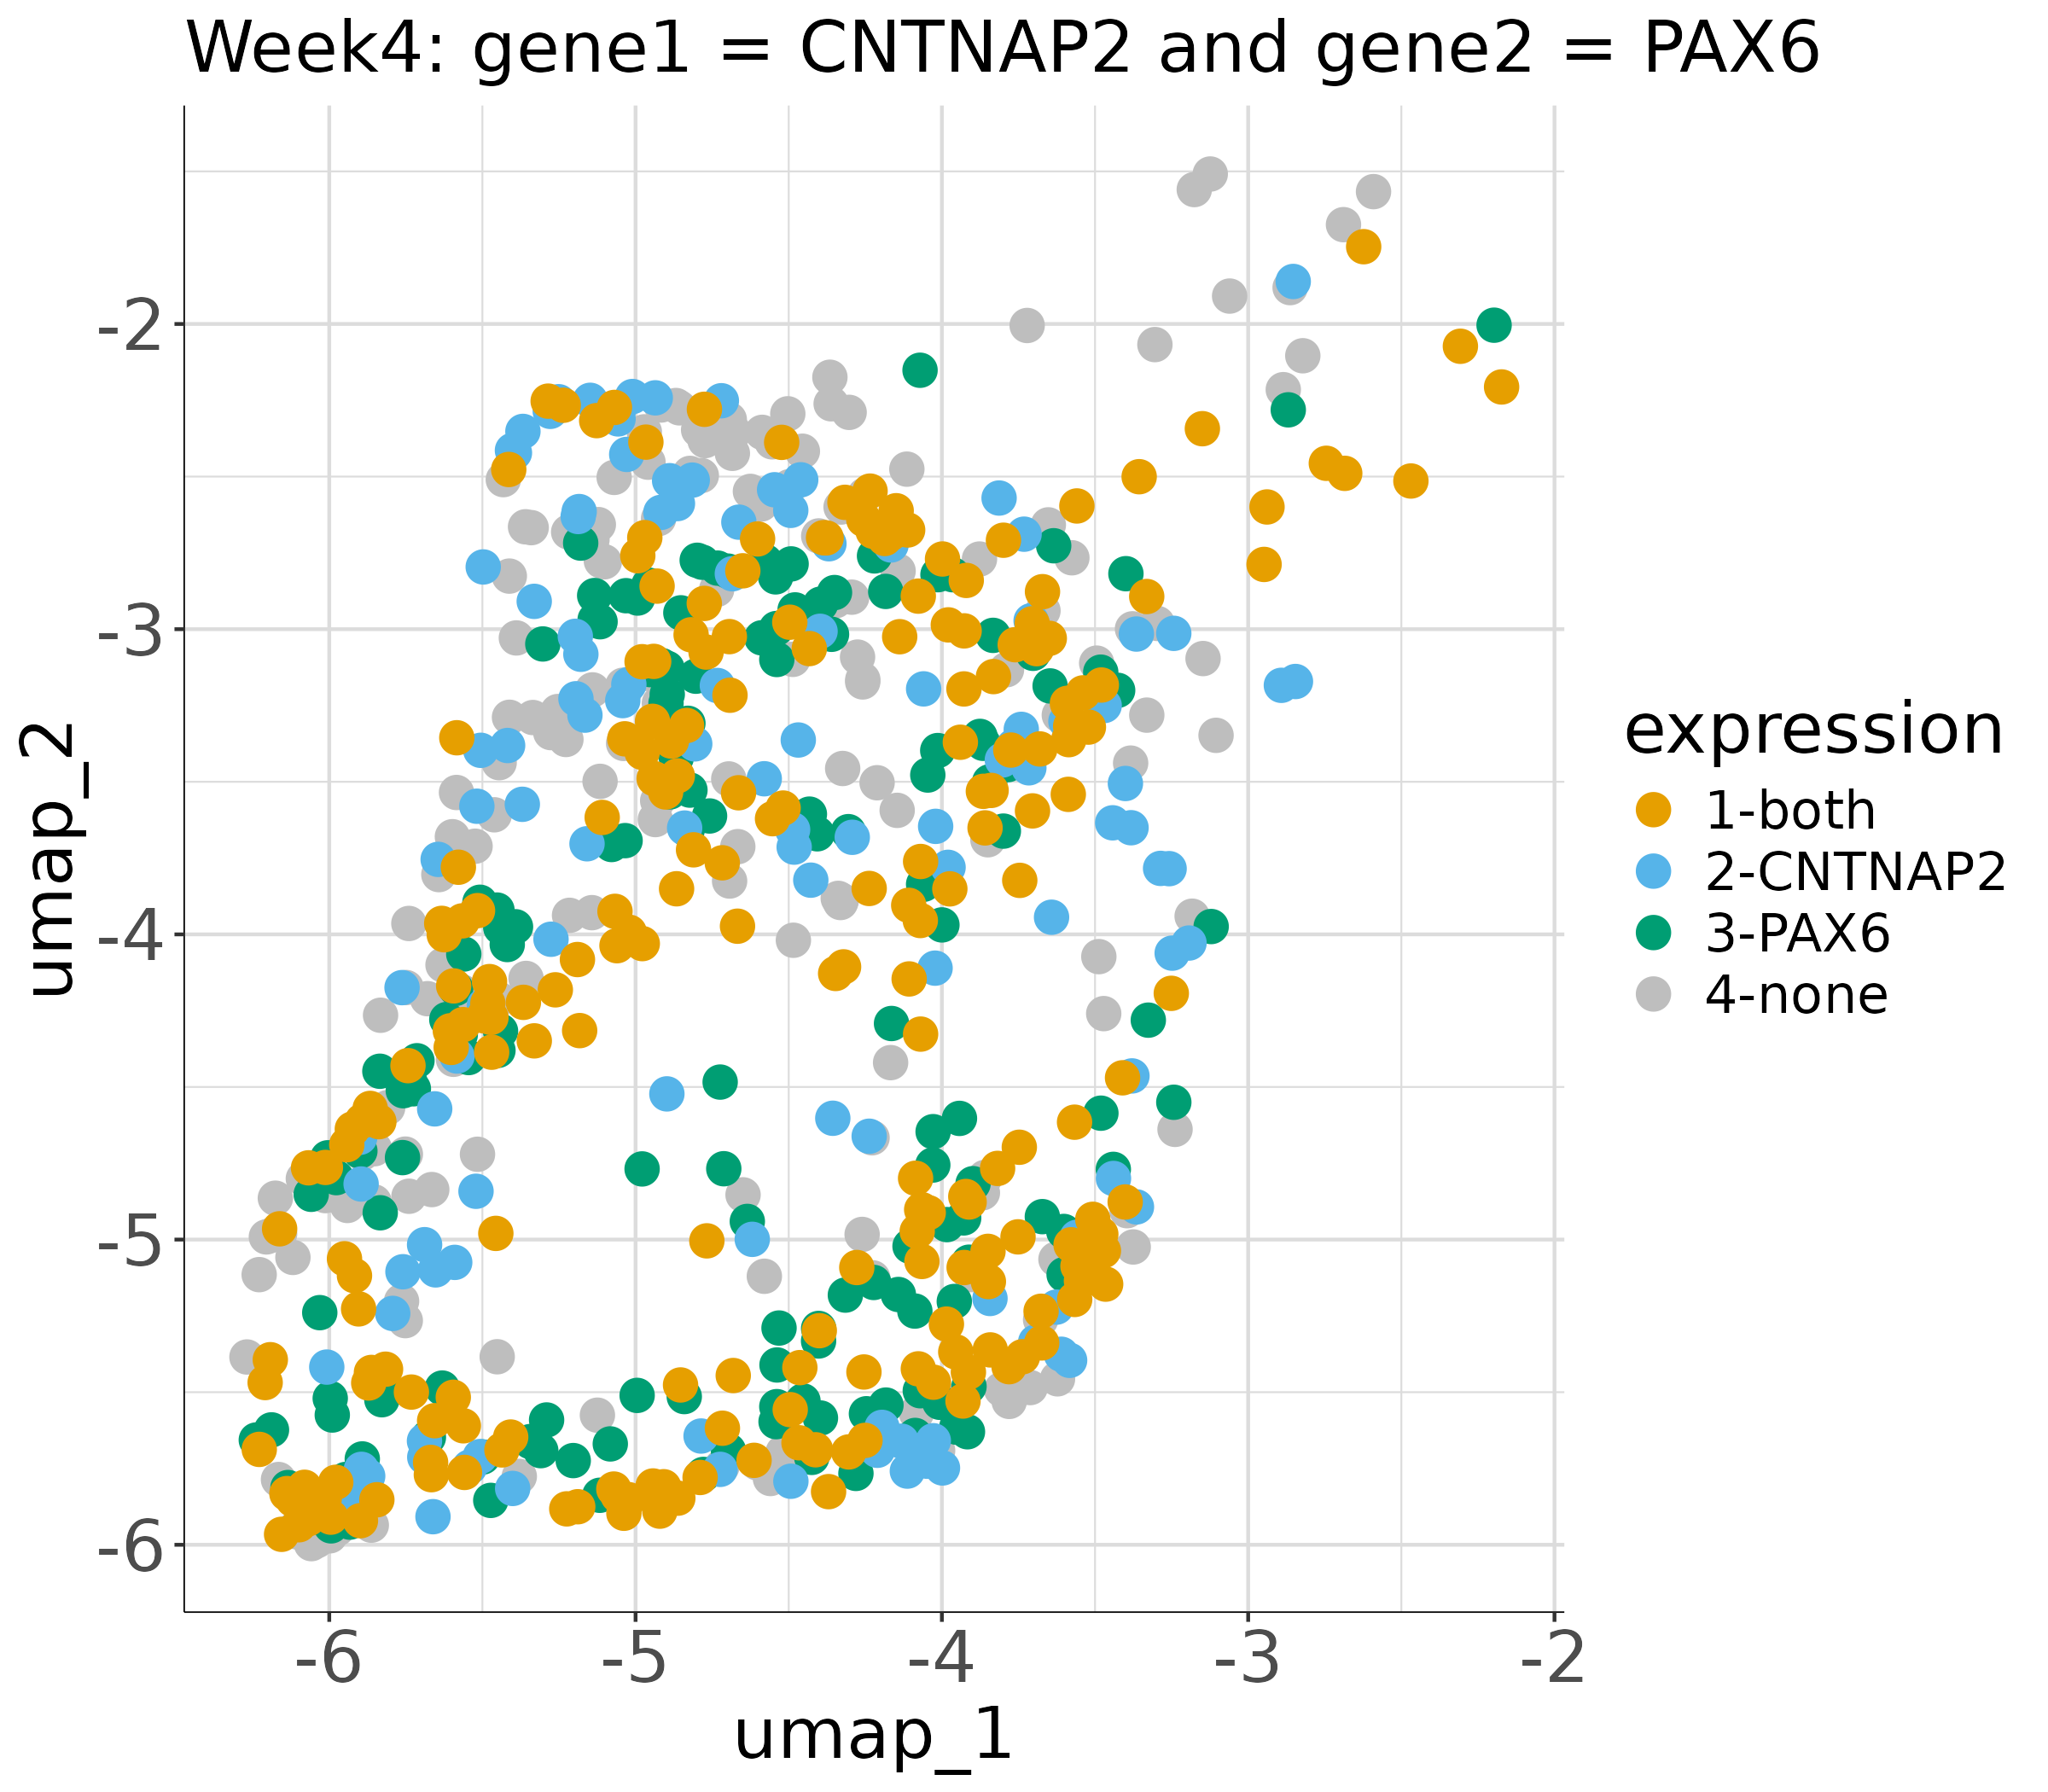 Week4: gene1 = CNTNAP2 and gene2 = PAX6
umap_2
-2
-3
-4
-5
-6
-6 -5 -4 -3 -2
umap_1
expression
1-both
2-CNTNAP2
3-PAX6
4-none